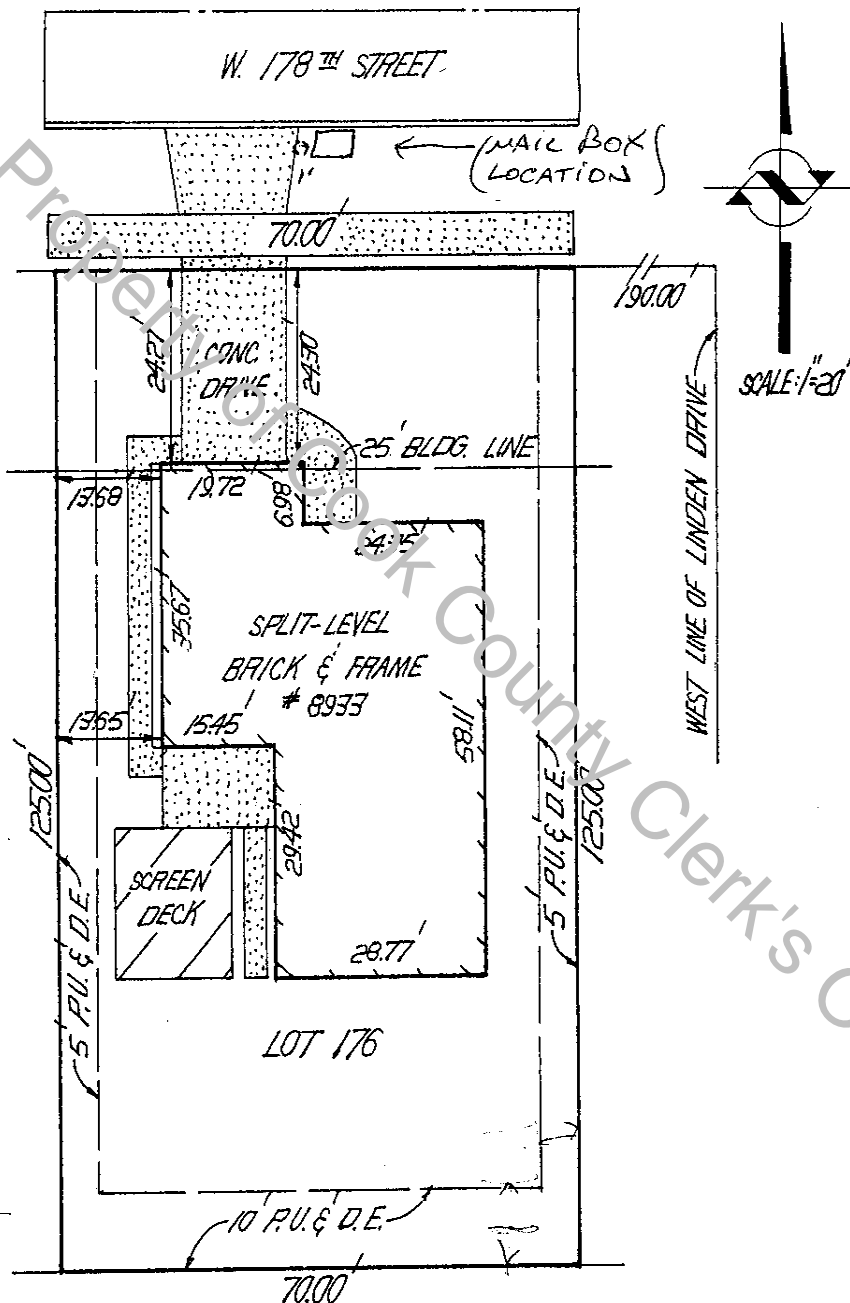 W. 178TH STREET
(MAIL BOX
LOCATION)
1'
70.00'
190.00'
SCALE: 1"=20'
24.27
CONC.
DRIVE
24.30
25' BLDG. LINE
13.68
19.72
6.98
24.35
35.67
SPLIT-LEVEL
BRICK & FRAME
# 8933
WEST LINE OF LINDEN DRIVE
13.65'
15.45'
58.11'
125.00'
125.00'
29.42
SCREEN
DECK
28.77'
5' P.U. & D.E.
5' P.U. & D.E.
LOT 176
10' P.U. & D.E.
70.00'
Property of Cook County Clerk's O